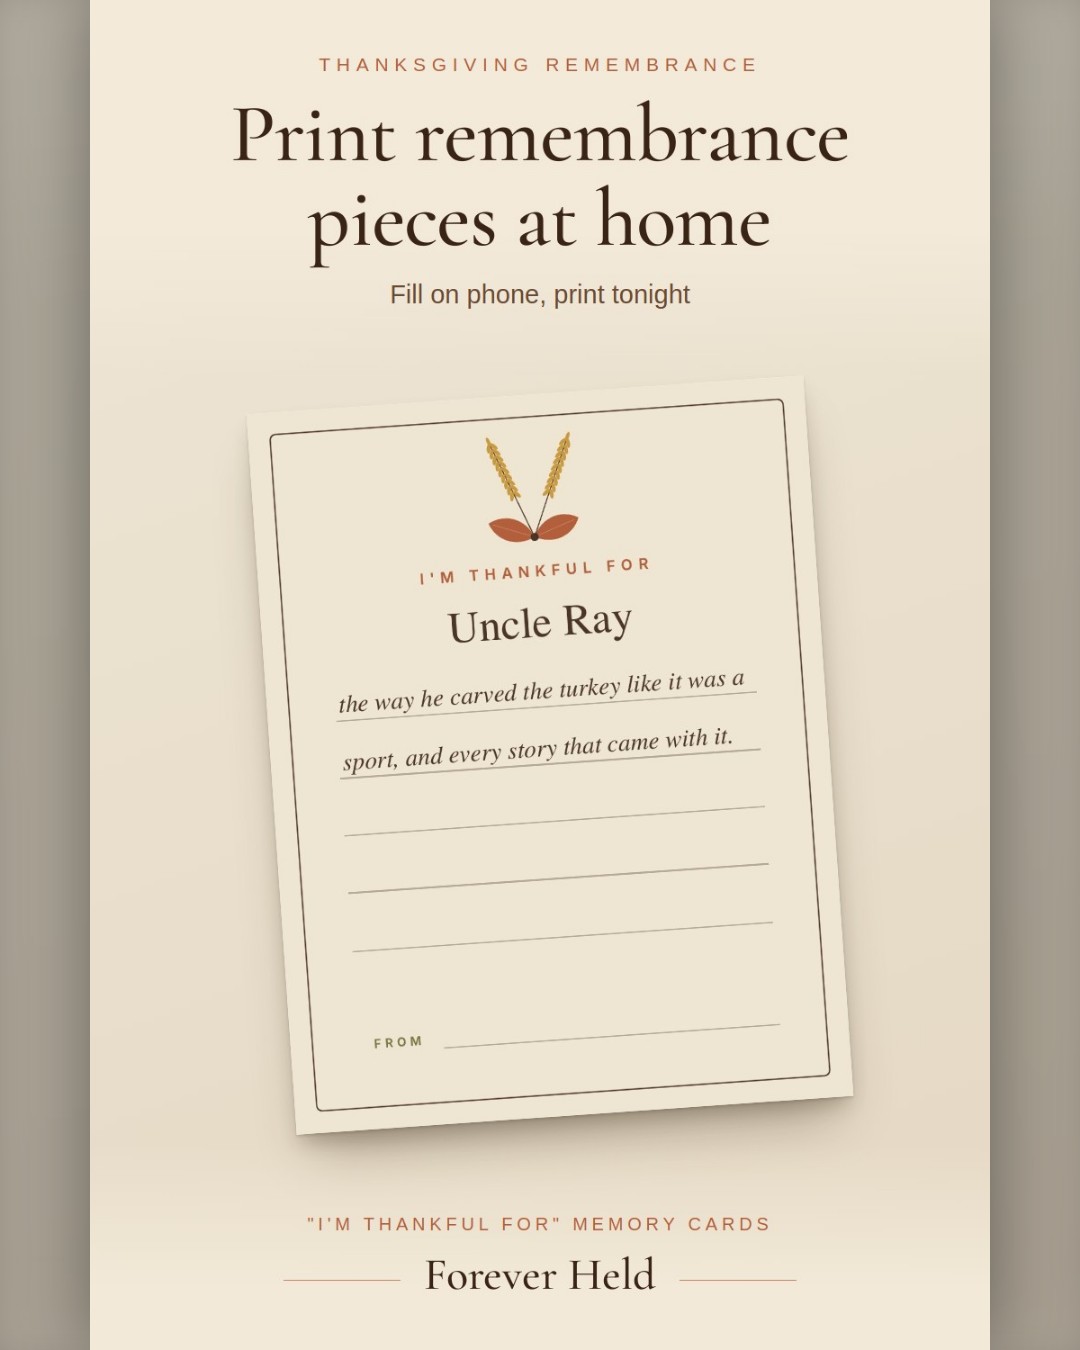 THANKSGIVING REMEMBRANCE
Print remembrance
pieces at home
Fill on phone, print tonight
I'M THANKFUL FOR
Uncle Ray
the way he carved the turkey like it was a
sport, and every story that came with it.
FROM
"I'M THANKFUL FOR" MEMORY CARDS
Forever Held